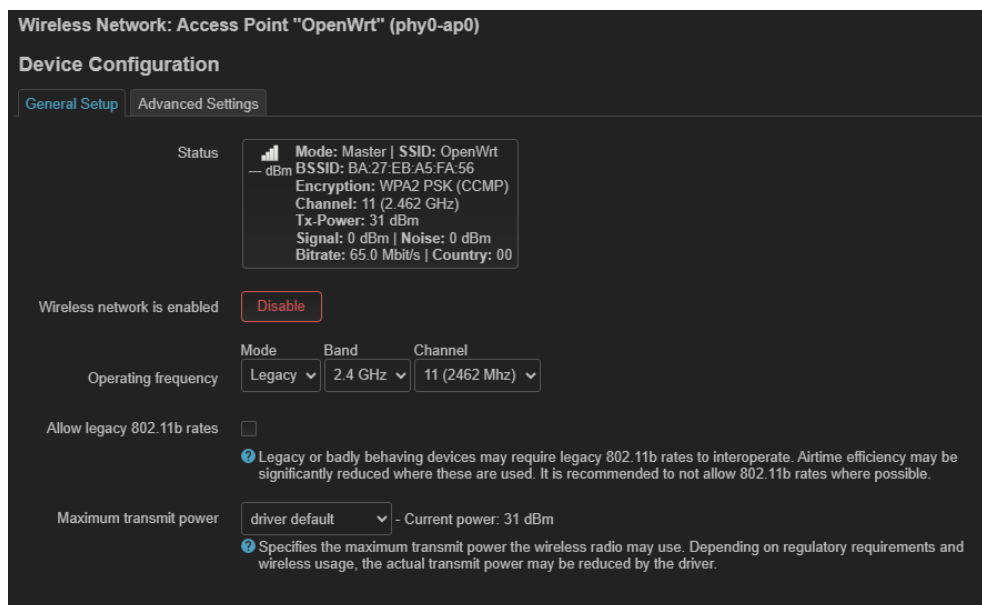 Wireless Network: Access Point "OpenWrt" (phy0-ap0)
Device Configuration
General Setup Advanced Settings
Status
Mode: Master | SSID: OpenWrt
--- dBm BSSID: BA:27:EB:A5:FA:56
Encryption: WPA2 PSK (CCMP)
Channel: 11 (2.462 GHz)
Tx-Power: 31 dBm
Signal: 0 dBm | Noise: 0 dBm
Bitrate: 65.0 Mbit/s | Country: 00
Wireless network is enabled Disable
Mode Band Channel
Operating frequency Legacy 2.4 GHz 11 (2462 Mhz)
Allow legacy 802.11b rates
Legacy or badly behaving devices may require legacy 802.11b rates to interoperate. Airtime efficiency may be
significantly reduced where these are used. It is recommended to not allow 802.11b rates where possible.
Maximum transmit power driver default - Current power: 31 dBm
Specifies the maximum transmit power the wireless radio may use. Depending on regulatory requirements and
wireless usage, the actual transmit power may be reduced by the driver.